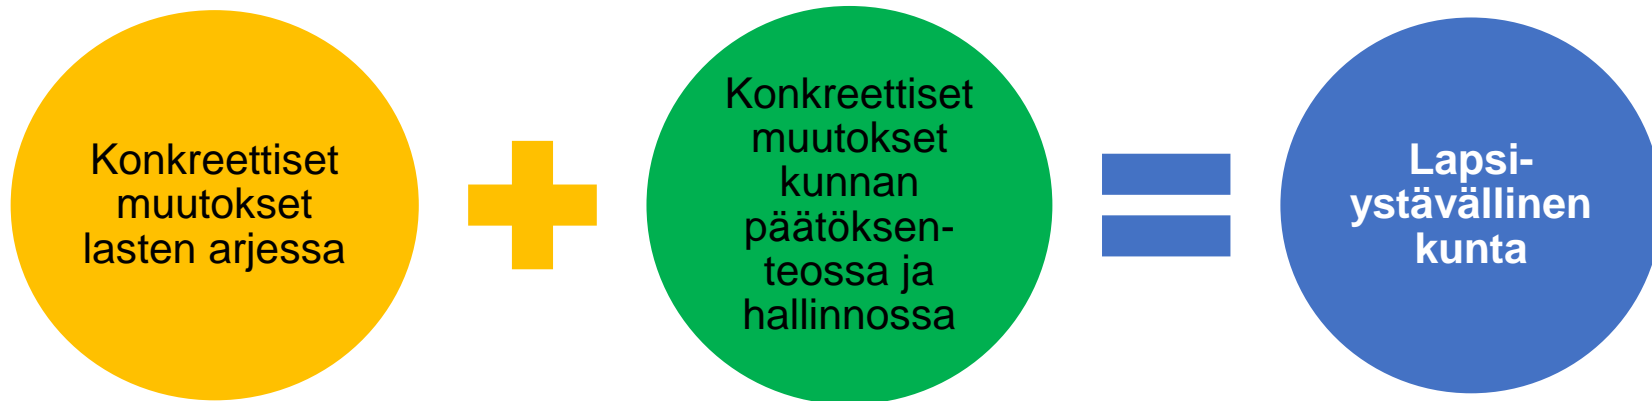 Konkreettiset
muutokset
lasten arjessa
Konkreettiset
muutokset
kunnan
päätöksen-
teossa ja
hallinnossa
Lapsi-
ystävällinen
kunta